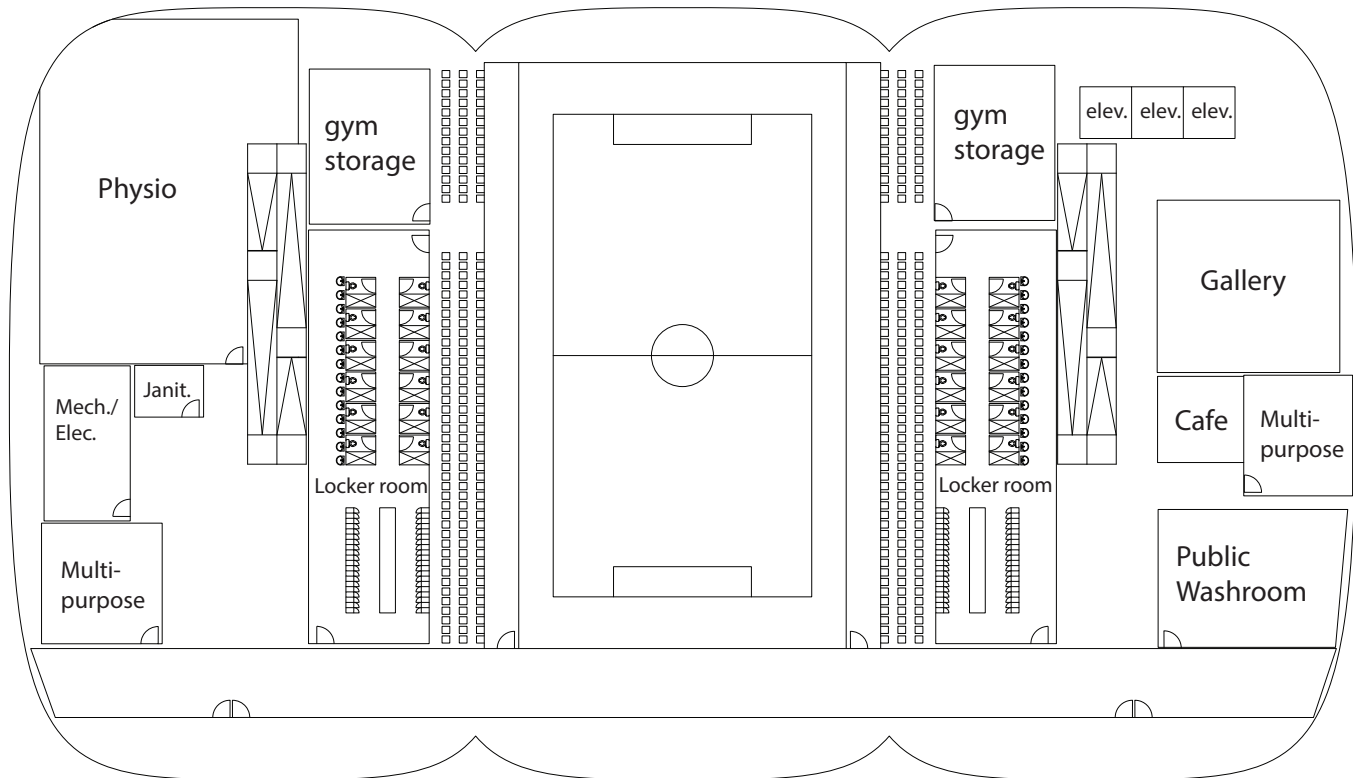 gym
storage
gym
storage
elev.
elev.
elev.
Physio
Gallery
Janit.
Mech./
Elec.
Cafe
Multi-
purpose
Locker room
Locker room
Multi-
purpose
Public
Washroom